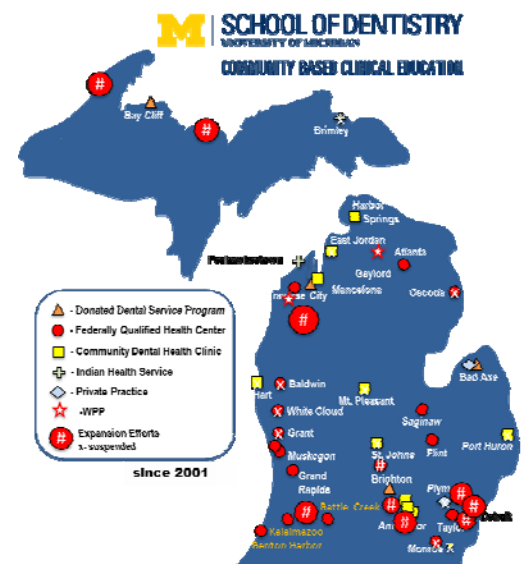 M SCHOOL OF DENTISTRY
UNIVERSITY OF MICHIGAN
COMMUNITY BASED CLINICAL EDUCATION
#
Bay Cliff
#
Brimley
Harbor
Springs
East Jordan
Atlanta
Gaylord
Mancelona
Oscoda
City
#
- Donated Dental Service Program
- Federally Qualified Health Center
- Community Dental Health Clinic
- Indian Health Service
- Private Practice
-WPP
# Expansion Efforts
x- suspended
since 2001
Bad Axe
Hart
x Baldwin
Mt. Pleasant
x White Cloud
Saginaw
x Grant
Port Huron
Muskegon
St. Johns
Flint
#
Grand
Rapids
Brighton
#
Battle Creek
#
#
#
#
#
Detroit
Kalamazoo
Benton Harbor